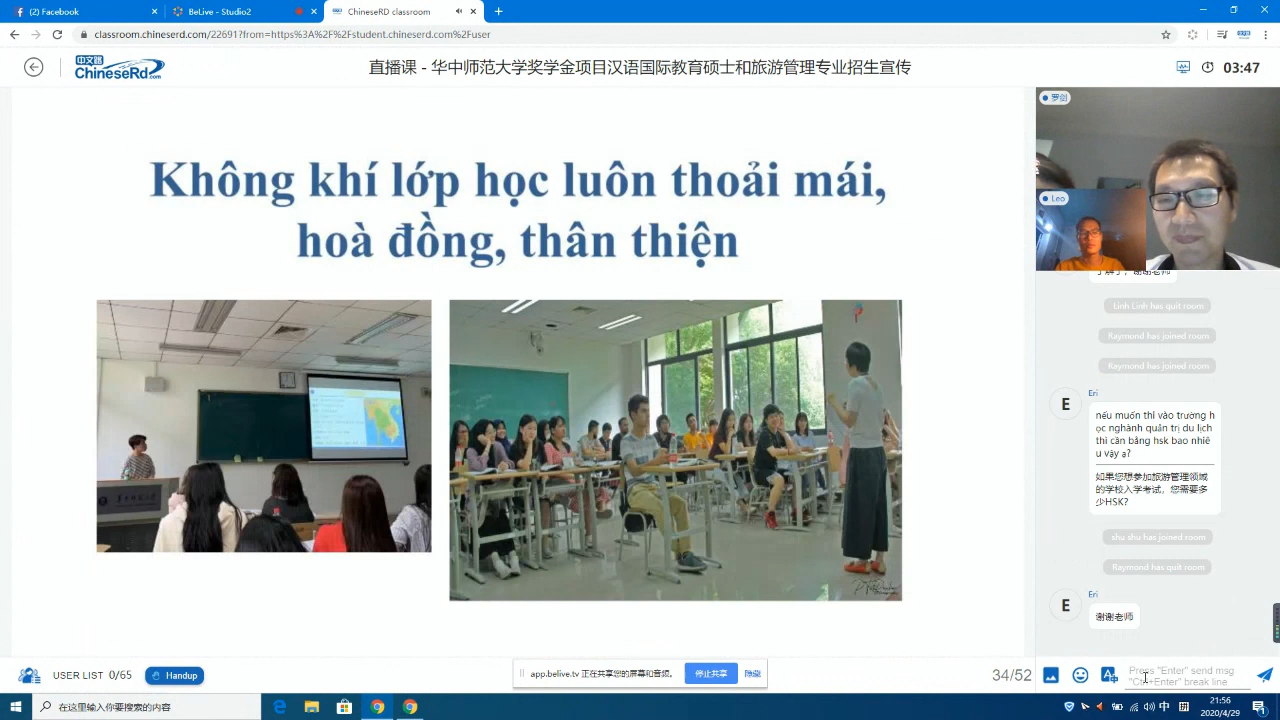 (2) Facebook
BeLive - Studio2
ChineseRD classroom
classroom.chineserd.com/22691?from=https%3A%2F%2Fstudent.chineserd.com%2Fuser
中文路
ChineseRd.com
直播课 - 华中师范大学奖学金项目汉语国际教育硕士和旅游管理专业招生宣传
03:47
Không khí lớp học luôn thoải mái,
hoà đồng, thân thiện
罗剑
Leo
Linh Linh has quit room
Raymond has joined room
Raymond has joined room
E
Eri
nếu muốn thi vào trường h
ọc nghành quản trị du lịch
thì cần bằng hsk bao nhiê
u vậy ạ?
如果您想参加旅游管理领域
的学校入学考试，您需要多
少HSK?
shu shu has joined room
Raymond has quit room
E
Eri
谢谢老师
USER LIST 0/65
Handup
app.belive.tv 正在共享您的屏幕和音频。
停止共享
隐藏
34/52
Press "Enter" send msg
"Ctrl+Enter" break line
在这里输入你要搜索的内容
中
拼
21:56
2020/4/29